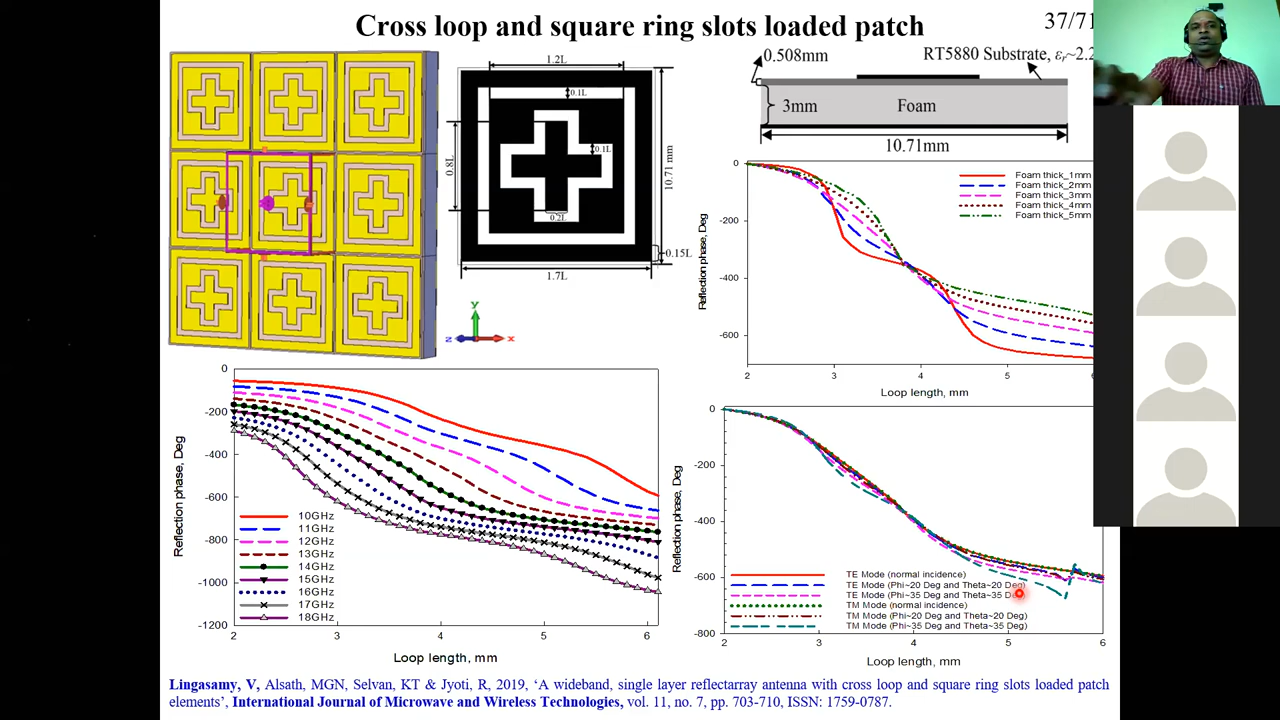 Cross loop and square ring slots loaded patch
37/71
1.2L
0.1L
0.8L
0.1L
0.2L
10.71 mm
0.15L
1.7L
Y
Z
X
0.508mm
RT5880 Substrate, εr~2.2
3mm
Foam
10.71mm
Reflection phase, Deg
0
-200
-400
-600
Foam thick_1mm
Foam thick_2mm
Foam thick_3mm
Foam thick_4mm
Foam thick_5mm
2 3 4 5 6
Loop length, mm
Reflection phase, Deg
0
-200
-400
-600
-800
-1000
-1200
10GHz
11GHz
12GHz
13GHz
14GHz
15GHz
16GHz
17GHz
18GHz
2 3 4 5 6
Loop length, mm
Reflection phase, Deg
0
-200
-400
-600
-800
TE Mode (normal incidence)
TE Mode (Phi~20 Deg and Theta~20 Deg)
TE Mode (Phi~35 Deg and Theta~35
TM Mode (normal incidence)
TM Mode (Phi~20 Deg and Theta~20 Deg)
TM Mode (Phi~35 Deg and Theta~35 Deg)
2 3 4 5 6
Loop length, mm
Lingasamy, V, Alsath, MGN, Selvan, KT & Jyoti, R, 2019, ‘A wideband, single layer reflectarray antenna with cross loop and square ring slots loaded patch
elements’, International Journal of Microwave and Wireless Technologies, vol. 11, no. 7, pp. 703-710, ISSN: 1759-0787.